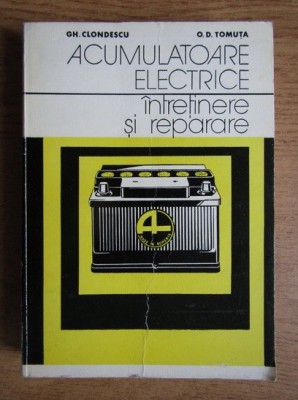 GH. CLONDESCU O. D. TOMUȚA
ACUMULATOARE
ELECTRICE
întreținere
și reparare